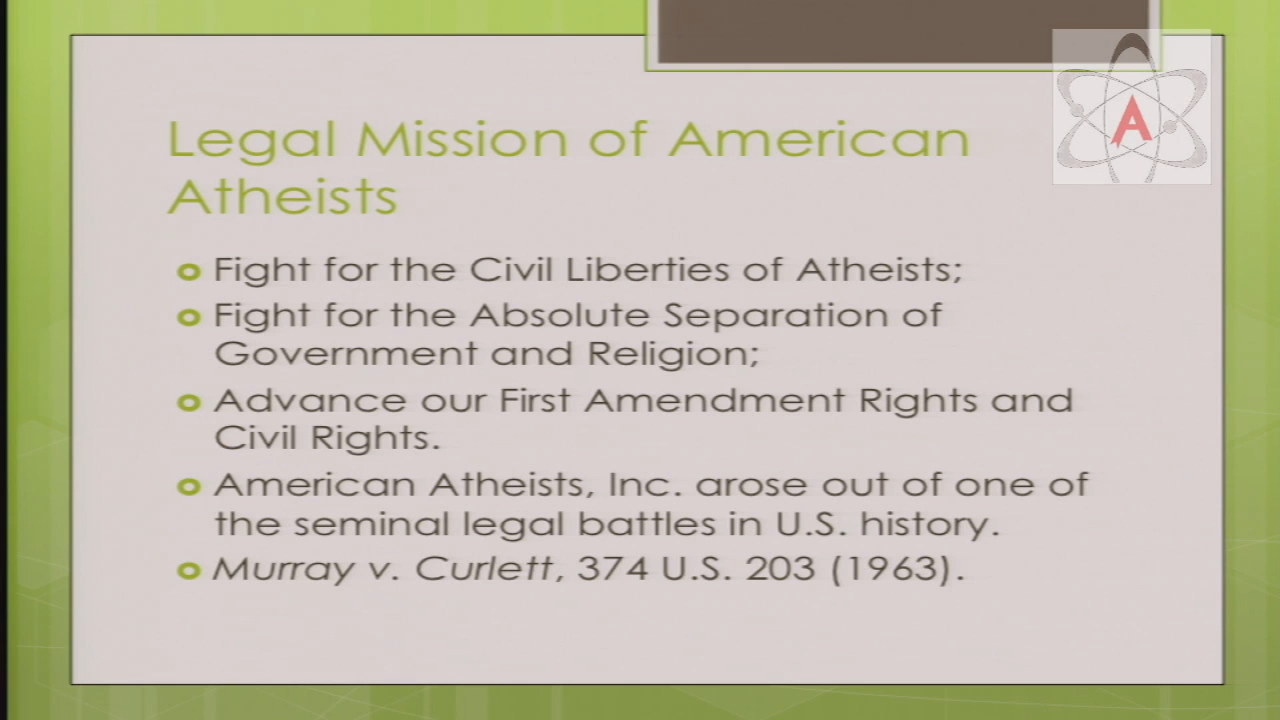 Legal Mission of American
Atheists
Fight for the Civil Liberties of Atheists;
Fight for the Absolute Separation of
Government and Religion;
Advance our First Amendment Rights and
Civil Rights.
American Atheists, Inc. arose out of one of
the seminal legal battles in U.S. history.
Murray v. Curlett, 374 U.S. 203 (1963).
A